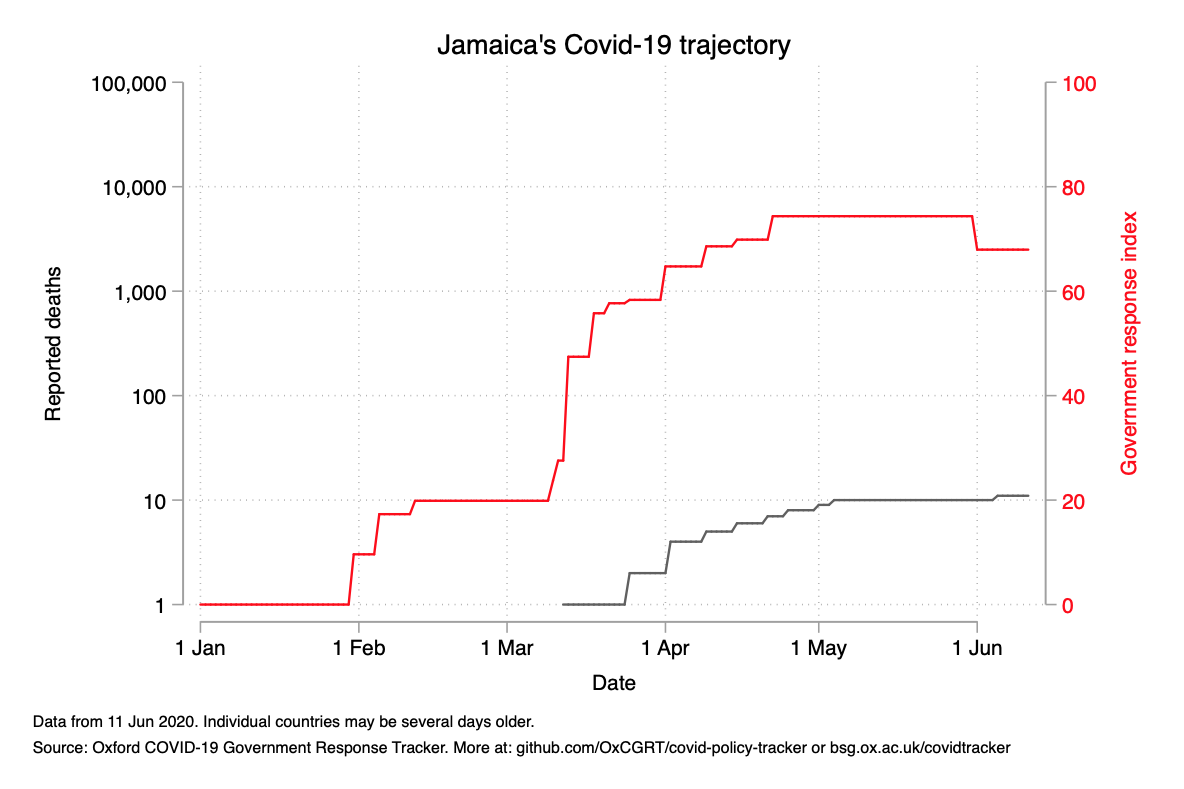 Jamaica's Covid-19 trajectory
100,000
10,000
1,000
100
10
1
Reported deaths
100
80
60
40
20
0
Government response index
1 Jan 1 Feb 1 Mar 1 Apr 1 May 1 Jun
Date
Data from 11 Jun 2020. Individual countries may be several days older.
Source: Oxford COVID-19 Government Response Tracker. More at: github.com/OxCGRT/covid-policy-tracker or bsg.ox.ac.uk/covidtracker